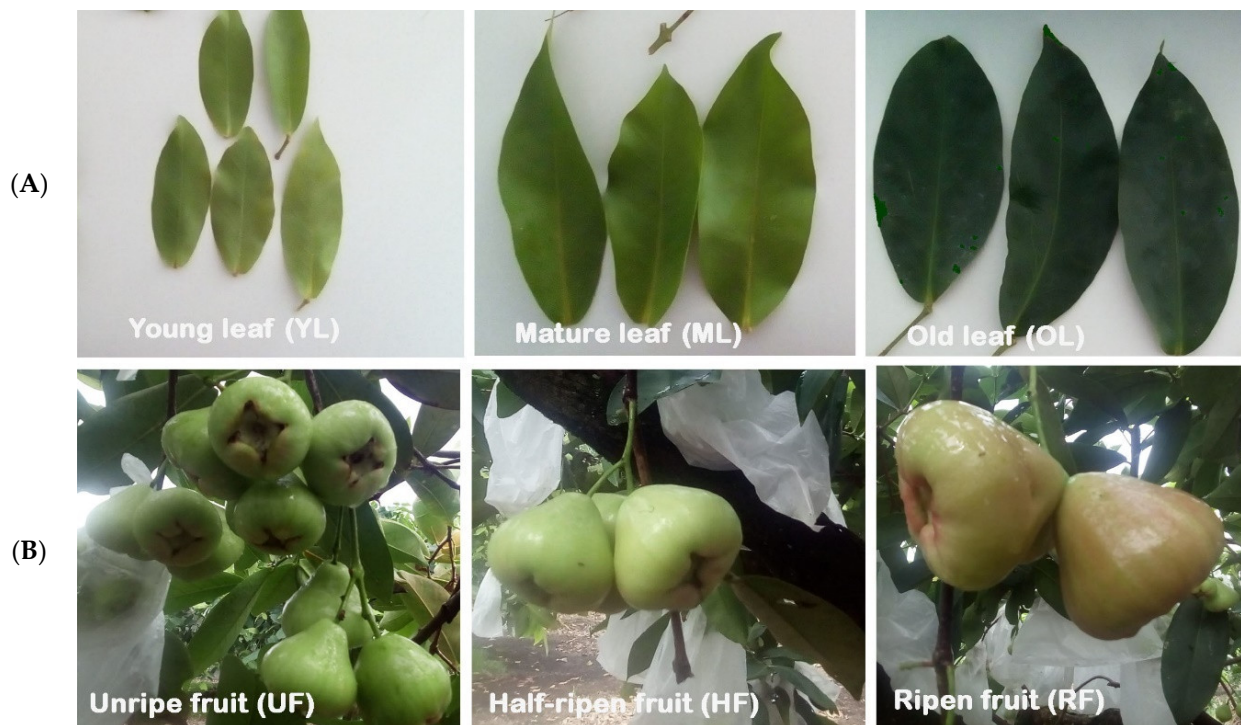 (A)
Young leaf (YL)
Mature leaf (ML)
Old leaf (OL)
(B)
Unripe fruit (UF)
Half-ripen fruit (HF)
Ripen fruit (RF)